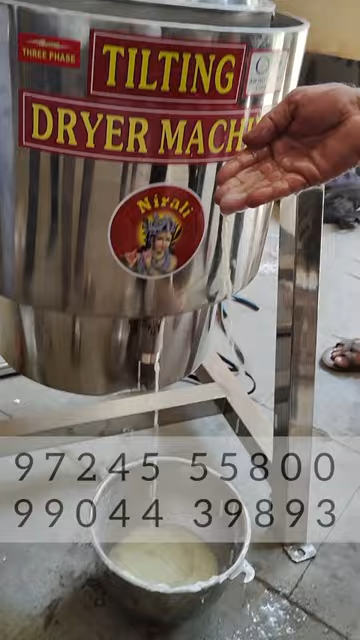 THREE PHASE
TILTING
DRYER MACH
Nirali
97245 55800
99044 39893